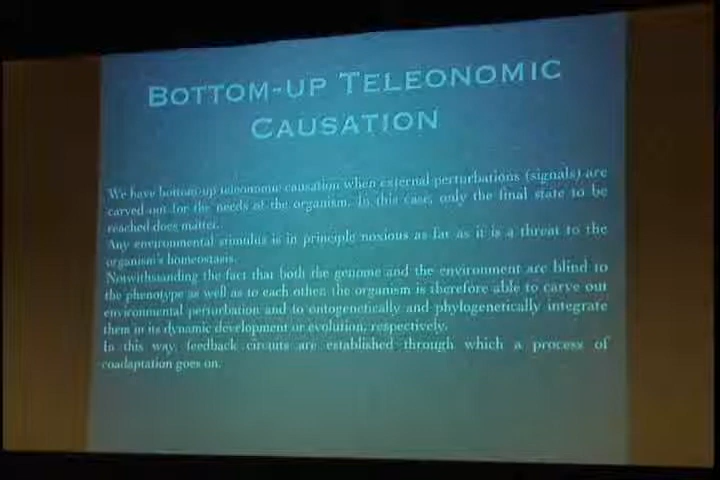 BOTTOM-UP TELEONOMIC
CAUSATION
We have bottom-up teleonomic causation when external perturbations (signals) are
carved out for the needs of the organism. In this case, only the final state to be
reached does matter.
Any environmental stimulus is in principle noxious as far as it is a threat to the
organism's homeostasis.
Notwithstanding the fact that both the genome and the environment are blind to
the phenotype as well as to each other, the organism is therefore able to carve out
environmental perturbation and to ontogenetically and phylogenetically integrate
them in its dynamic development or evolution, respectively.
In this way, feedback circuits are established through which a process of
coadaptation goes on.